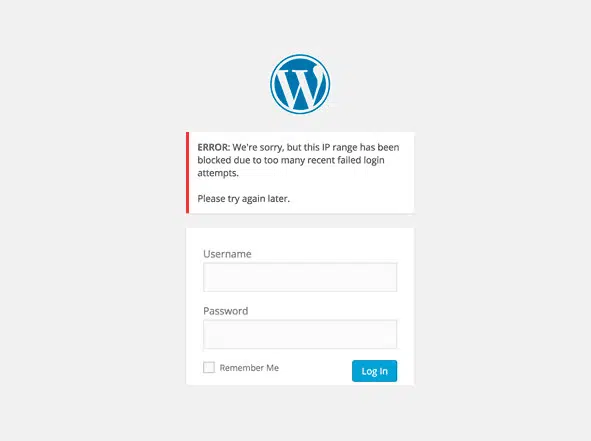 ERROR: We're sorry, but this IP range has been
blocked due to too many recent failed login
attempts.
Please try again later.
Username
Password
Remember Me
Log In